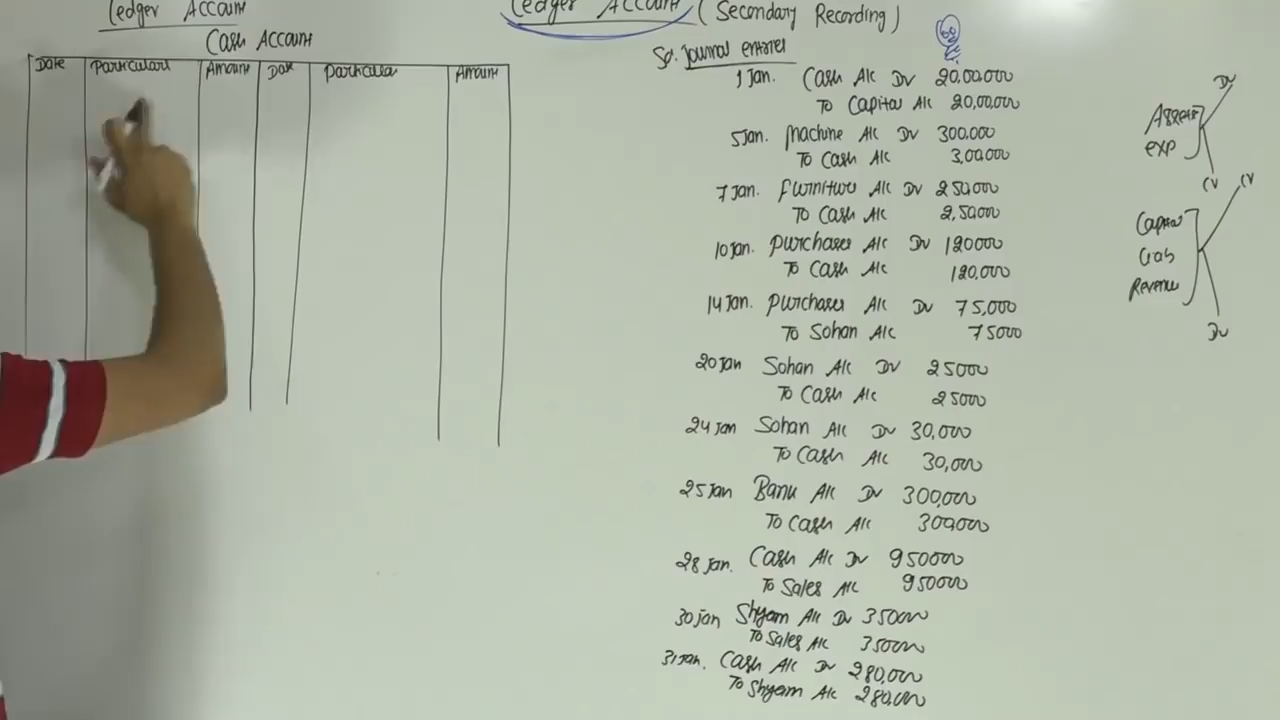 Ledger Account
Cash Account
Date Particulars Amount Date Particular Amount
Ledger Account (Secondary Recording)
Journal entries
1 Jan. Cash A/c Dr 20,00,000
To Capital A/c 20,00,000
5 Jan. Machine A/c Dr 300,000
To Cash A/c 3,00,000
7 Jan. Furniture A/c Dr 250,000
To Cash A/c 2,50,000
10 Jan. Purchases A/c Dr 120000
To Cash A/c 120,000
14 Jan. Purchases A/c Dr 75,000
To Sohan A/c 75000
20 Jan Sohan A/c Dr 25000
To Cash A/c 25000
24 Jan Sohan A/c Dr 30,000
To Cash A/c 30,000
25 Jan Bank A/c Dr 300,000
To Cash A/c 300,000
28 Jan. Cash A/c Dr 950000
To Sales A/c 950000
30 Jan Shyam A/c Dr 350000
To Sales A/c 350000
31 Jan. Cash A/c Dr 280,000
To Shyam A/c 280,000
Dr
Assets
exp
Cr
Cr
Capital
Liab
Revenue
Dr